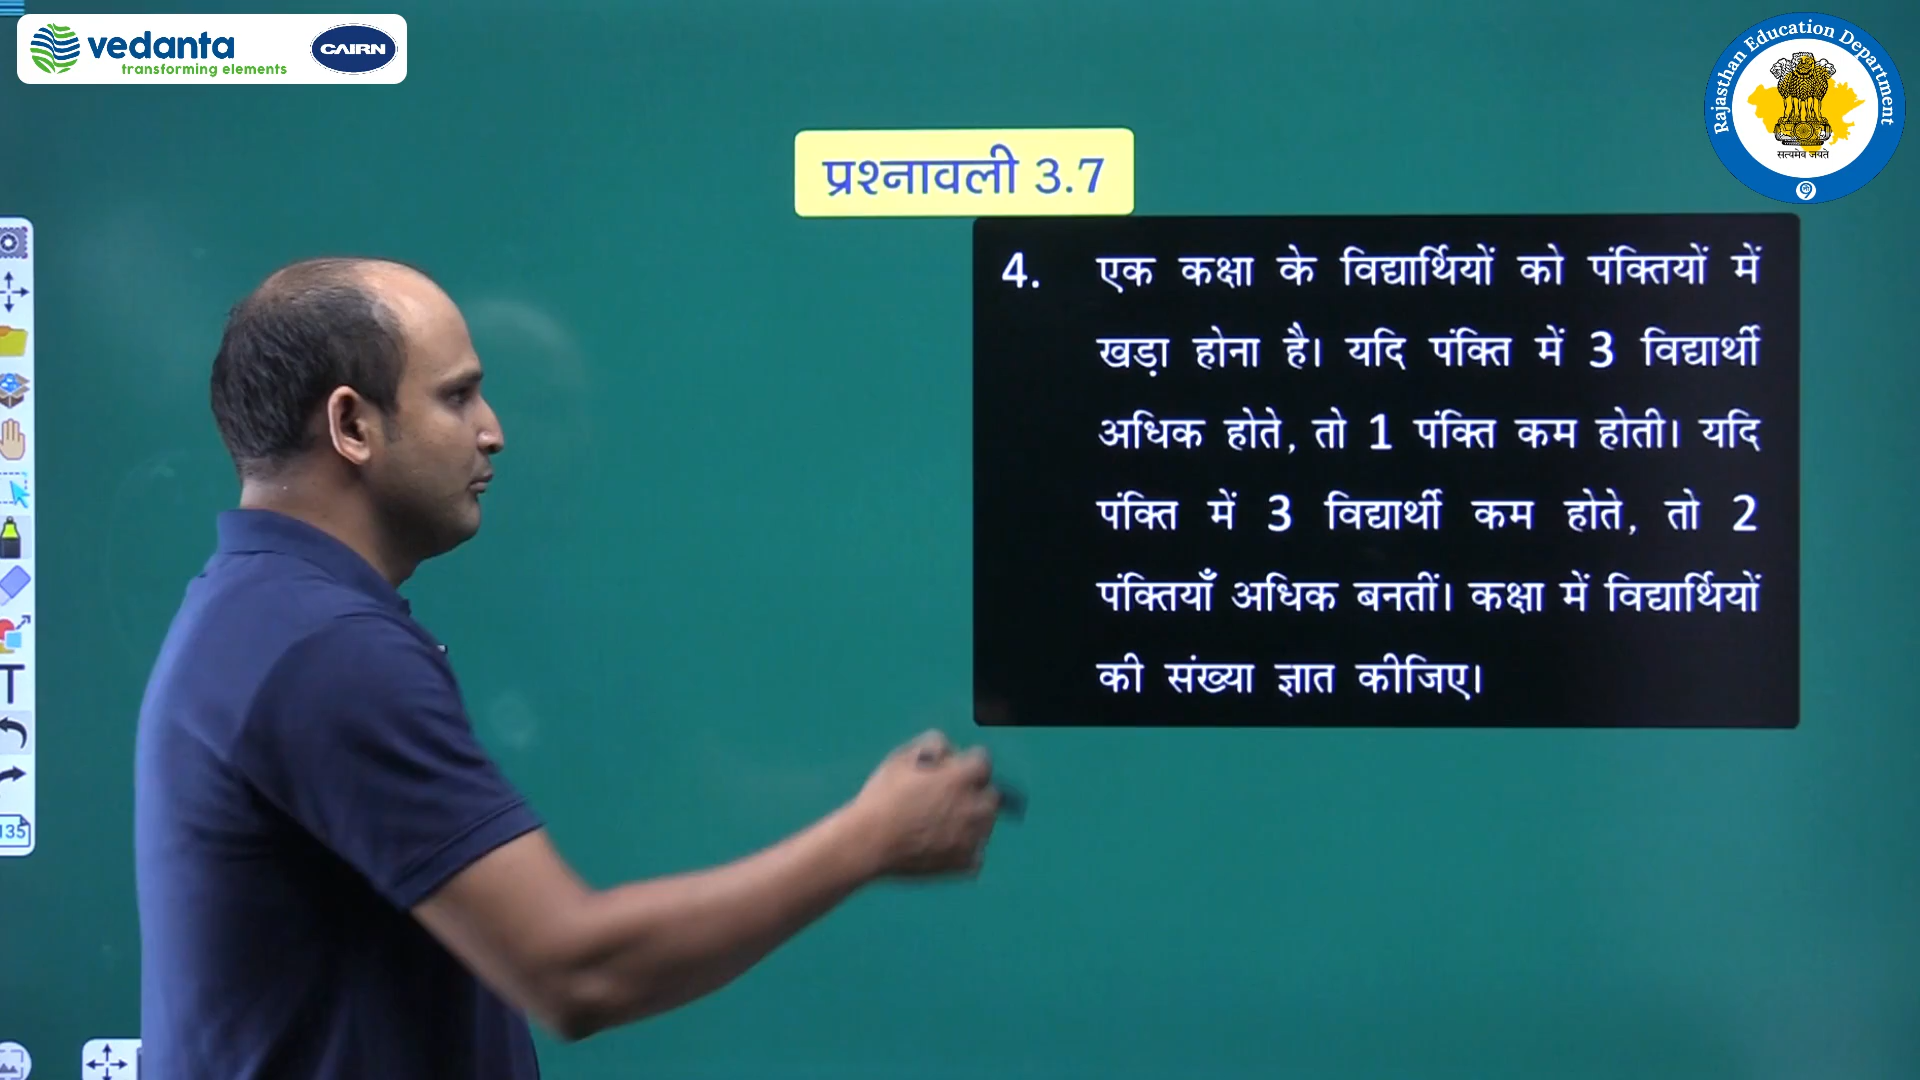 vedanta
transforming elements
CAIRN
Rajasthan Education Department
सत्यमेव जयते
प्रश्नावली 3.7
4. एक कक्षा के विद्यार्थियों को पंक्तियों में
खड़ा होना है। यदि पंक्ति में 3 विद्यार्थी
अधिक होते, तो 1 पंक्ति कम होती। यदि
पंक्ति में 3 विद्यार्थी कम होते, तो 2
पंक्तियाँ अधिक बनतीं। कक्षा में विद्यार्थियों
की संख्या ज्ञात कीजिए।
T
135